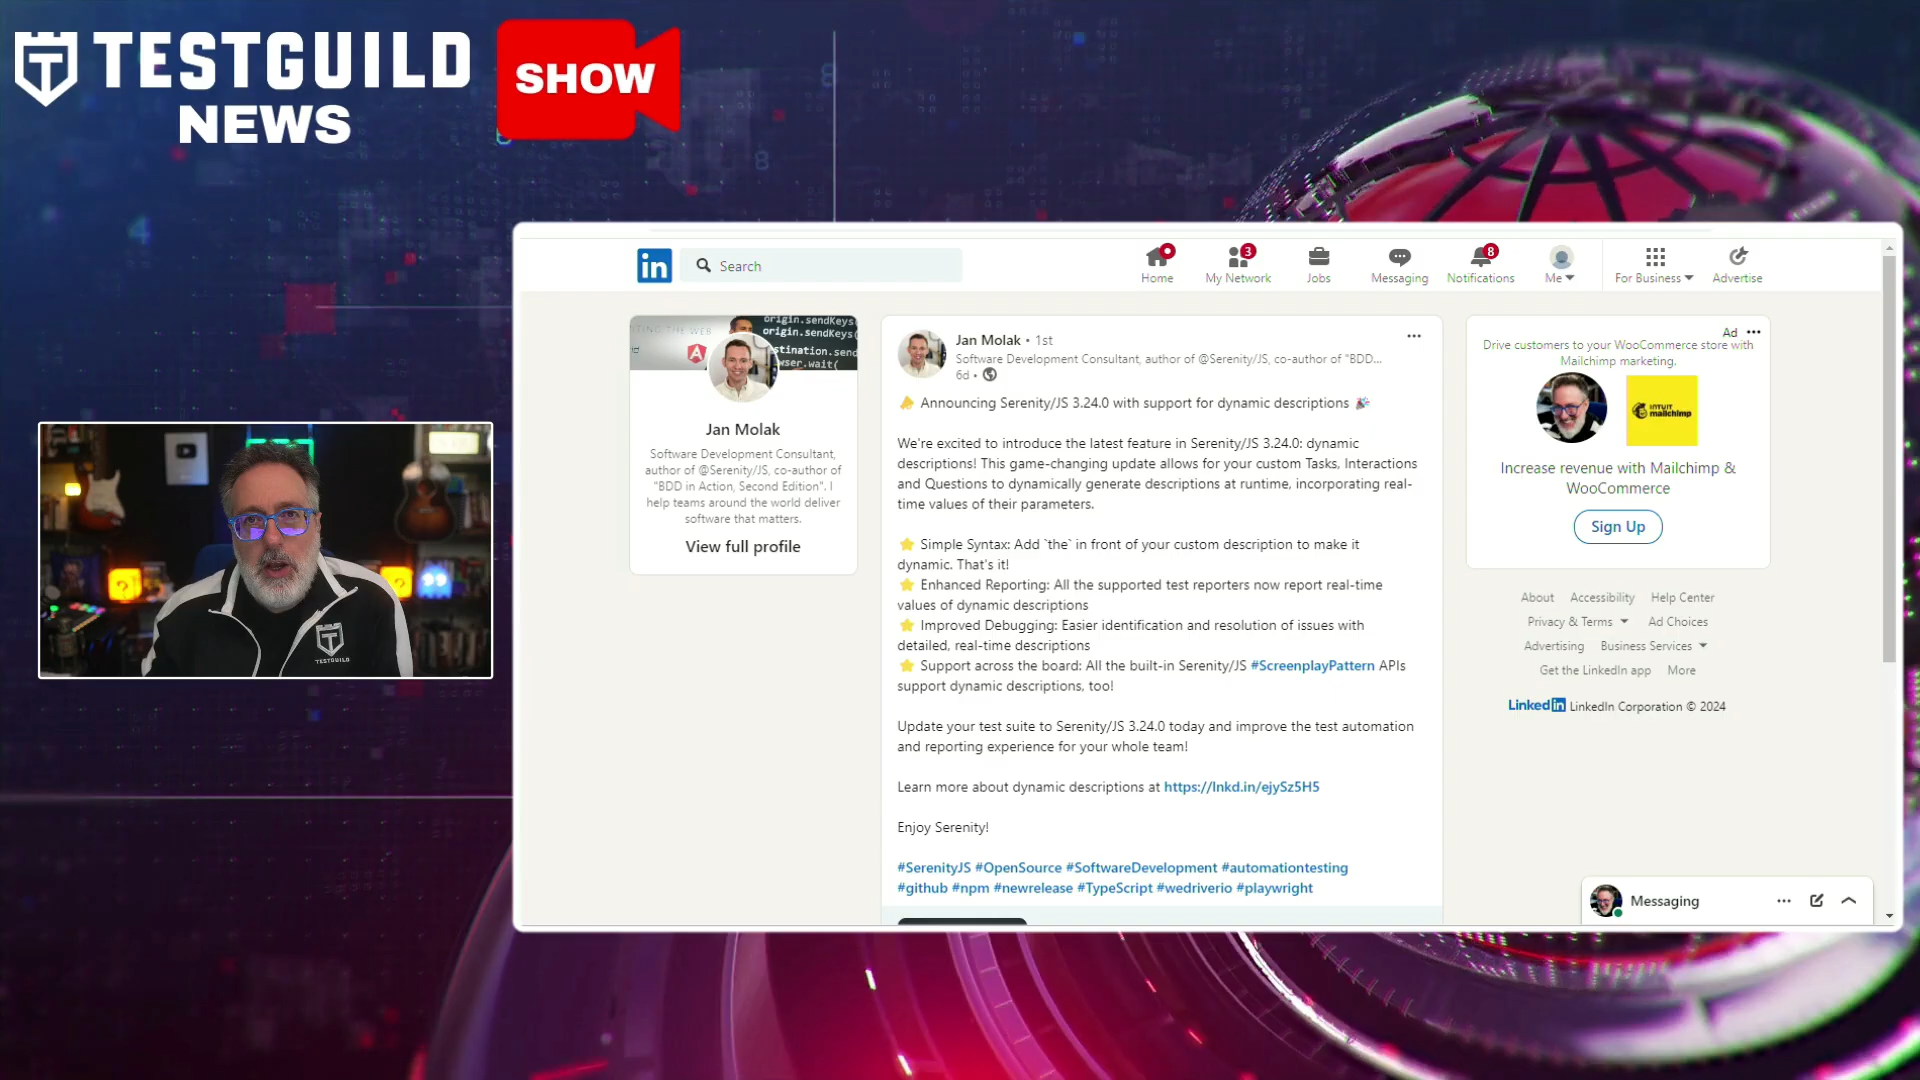 TESTGUILD
NEWS
SHOW
TESTGUILD
in
Search
Home
3
My Network
Jobs
Messaging
8
Notifications
Me
For Business
Advertise
origin.sendKeys
origin.sendKeys(
stination.send
wser.wait(
Jan Molak
Software Development Consultant,
author of @Serenity/JS, co-author of
"BDD in Action, Second Edition". I
help teams around the world deliver
software that matters.
View full profile
Jan Molak • 1st
Software Development Consultant, author of @Serenity/JS, co-author of "BDD...
6d •
📣 Announcing Serenity/JS 3.24.0 with support for dynamic descriptions 🎉
We're excited to introduce the latest feature in Serenity/JS 3.24.0: dynamic
descriptions! This game-changing update allows for your custom Tasks, Interactions
and Questions to dynamically generate descriptions at runtime, incorporating real-
time values of their parameters.
⭐ Simple Syntax: Add `the` in front of your custom description to make it
dynamic. That's it!
⭐ Enhanced Reporting: All the supported test reporters now report real-time
values of dynamic descriptions
⭐ Improved Debugging: Easier identification and resolution of issues with
detailed, real-time descriptions
⭐ Support across the board: All the built-in Serenity/JS #ScreenplayPattern APIs
support dynamic descriptions, too!
Update your test suite to Serenity/JS 3.24.0 today and improve the test automation
and reporting experience for your whole team!
Learn more about dynamic descriptions at https://lnkd.in/ejySz5H5
Enjoy Serenity!
#SerenityJS #OpenSource #SoftwareDevelopment #automationtesting
#github #npm #newrelease #TypeScript #wedriverio #playwright
Ad
Drive customers to your WooCommerce store with
Mailchimp marketing.
INTUIT
mailchimp
Increase revenue with Mailchimp &
WooCommerce
Sign Up
About Accessibility Help Center
Privacy & Terms Ad Choices
Advertising Business Services
Get the LinkedIn app More
LinkedIn LinkedIn Corporation © 2024
Messaging